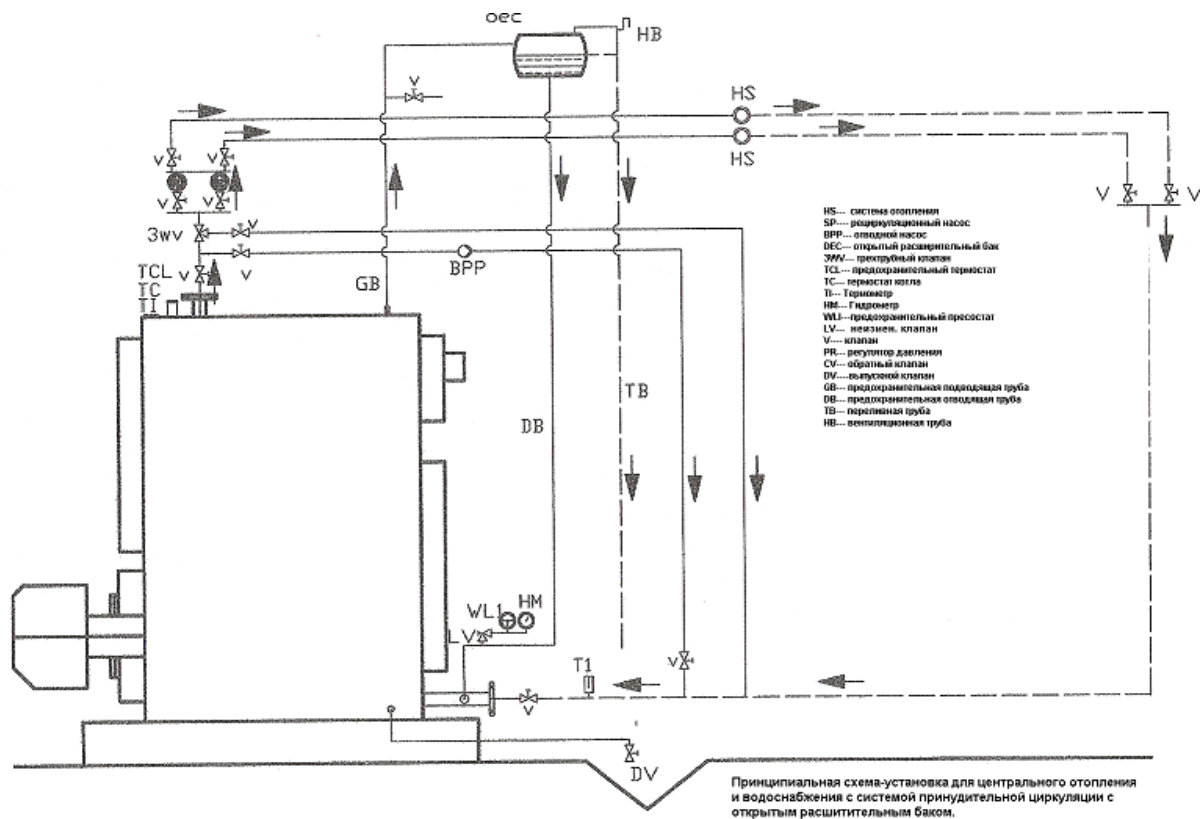 oec
HB
V
HS
HS
V
V
V
V
V
V
3wv
V
BPP
V
V
TCL
TC
TI
GB
HS--- система отопления
SP--- рециркуляционный насос
BPP--- отводной насос
DEC--- открытый расширительный бак
3WV--- трехтрубный клапан
TCL---предохранительный термостат
TC--- термостат котла
TI--- Термометр
HM--- Гидрометр
WLI---предохранительный пресостат
LV--- неизиен. клапан
V---- клапан
PR--- регулятор давления
CV--- обратный клапан
DV----выпускной клапан
GB--- предохранительная подводящая труба
DB--- предохранительная отводящая труба
TB--- переливная труба
HB--- вентиляционная труба
TB
DB
WL1
HM
LV
T1
V
V
DV
Принципиальная схема-установка для центрального отопления
и водоснабжения с системой принудительной циркуляции с
открытым расшитительным баком.